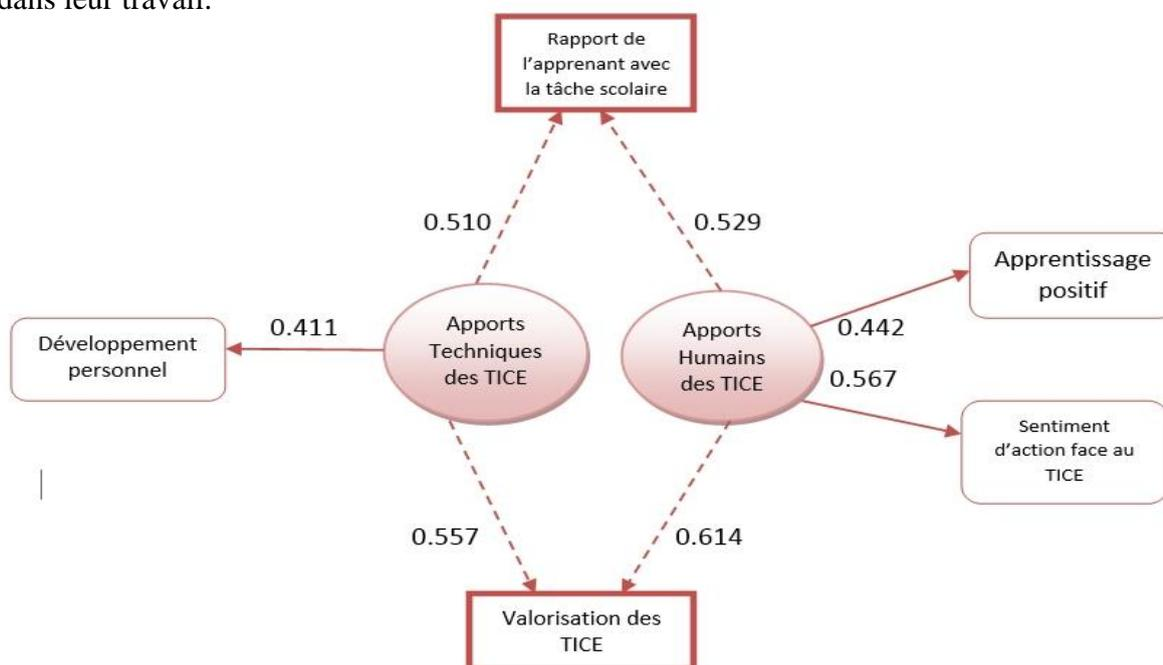 dans leur travail.
Rapport de
l'apprenant avec
la tâche scolaire
0.510
0.529
Apprentissage
positif
0.411
Apports
Techniques
des TICE
Apports
Humains
des TICE
0.442
Développement
personnel
0.567
Sentiment
d'action face au
TICE
0.557
0.614
Valorisation des
TICE